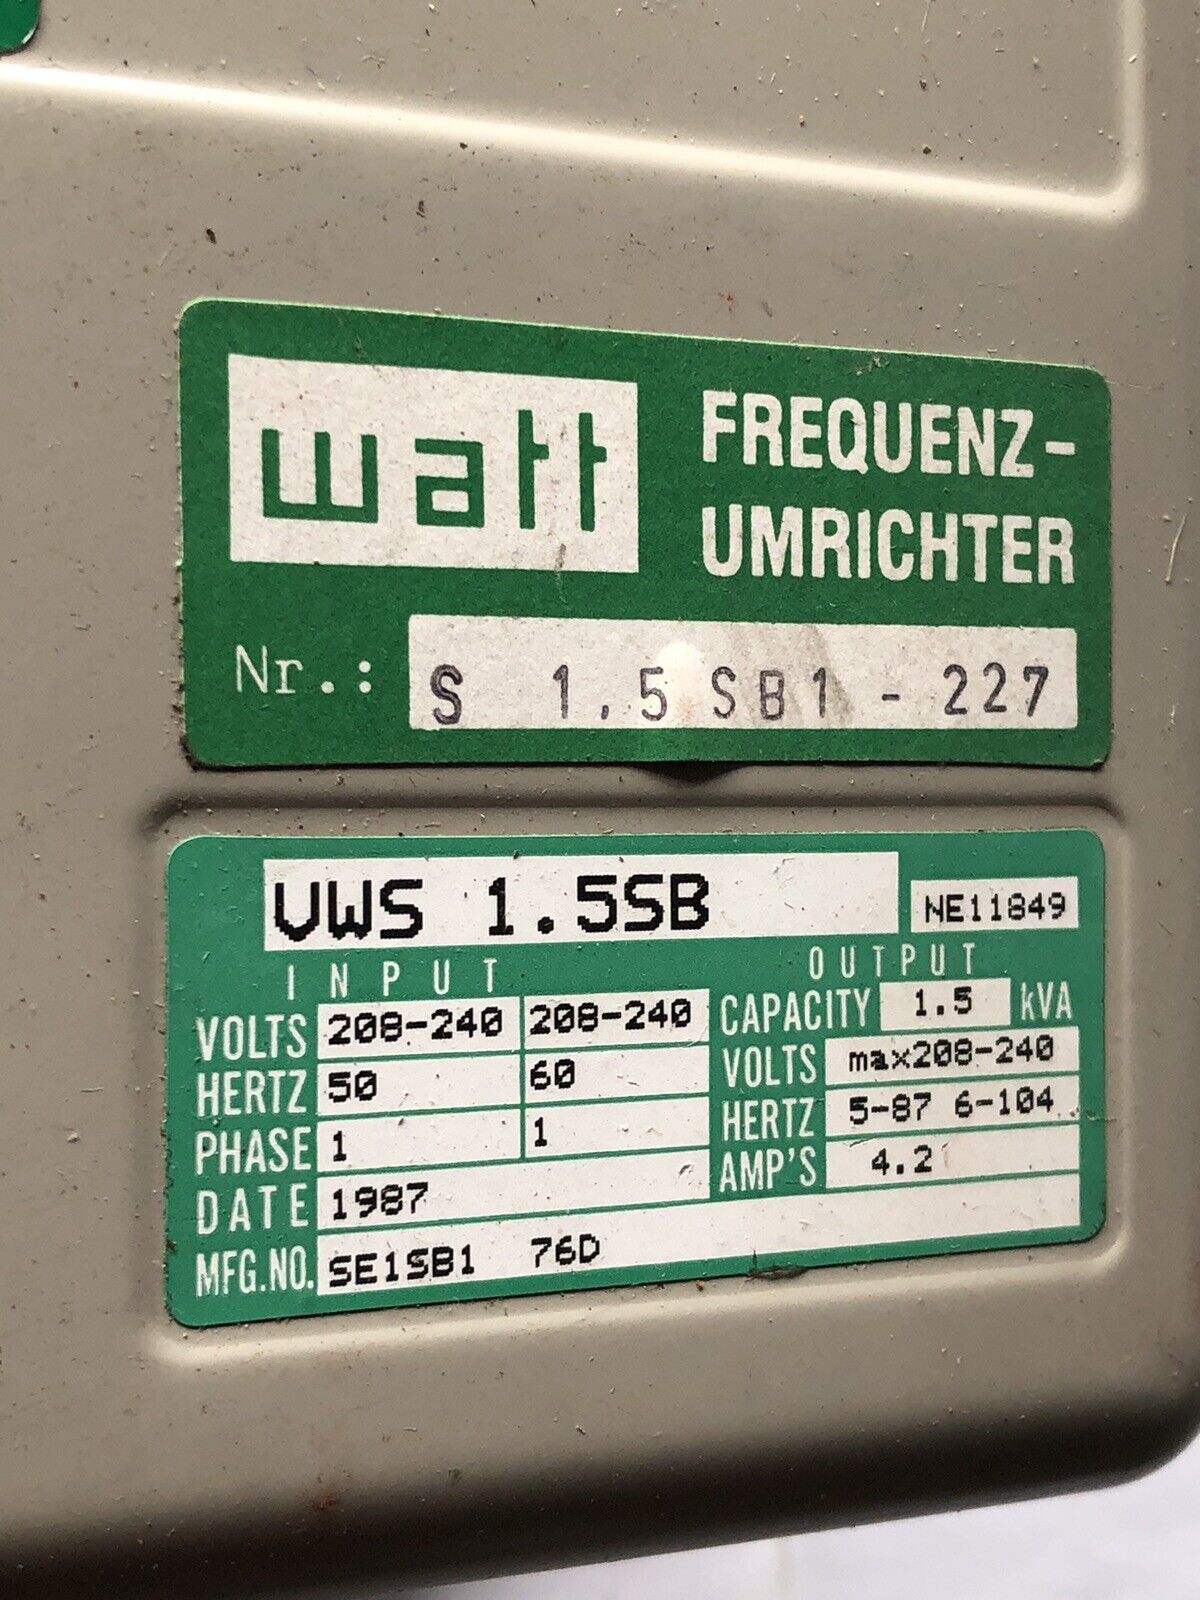 watt
FREQUENZ-
UMRICHTER
Nr.: S 1.5 SB1 - 227
VWS 1.5SB NE11849
INPUT OUTPUT
VOLTS 208-240 208-240 CAPACITY 1.5 kVA
HERTZ 50 60 VOLTS max208-240
PHASE 1 1 HERTZ 5-87 6-104
DATE 1987 AMP'S 4.2
MFG.NO. SE1SB1 76D